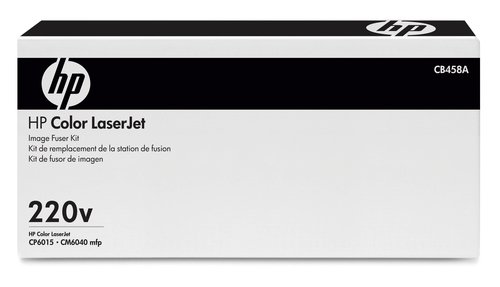 hp
CB458A
HP Color LaserJet
Image Fuser Kit
Kit de remplacement de la station de fusion
Kit de fusor de imagen
220v
HP Color LaserJet
CP6015 • CM6040 mfp